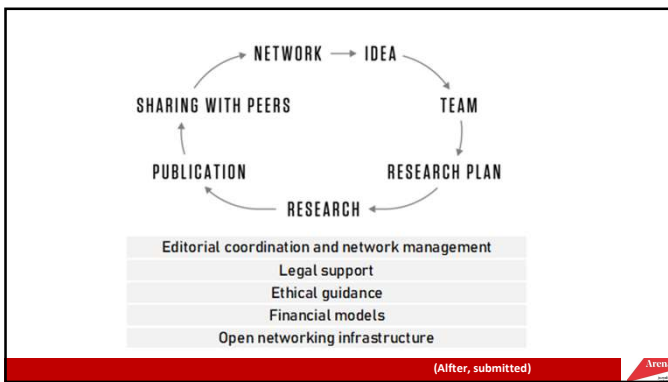 NETWORK IDEA
SHARING WITH PEERS TEAM
PUBLICATION RESEARCH PLAN
RESEARCH
Editorial coordination and network management
Legal support
Ethical guidance
Financial models
Open networking infrastructure
(Alfter, submitted)
Aren